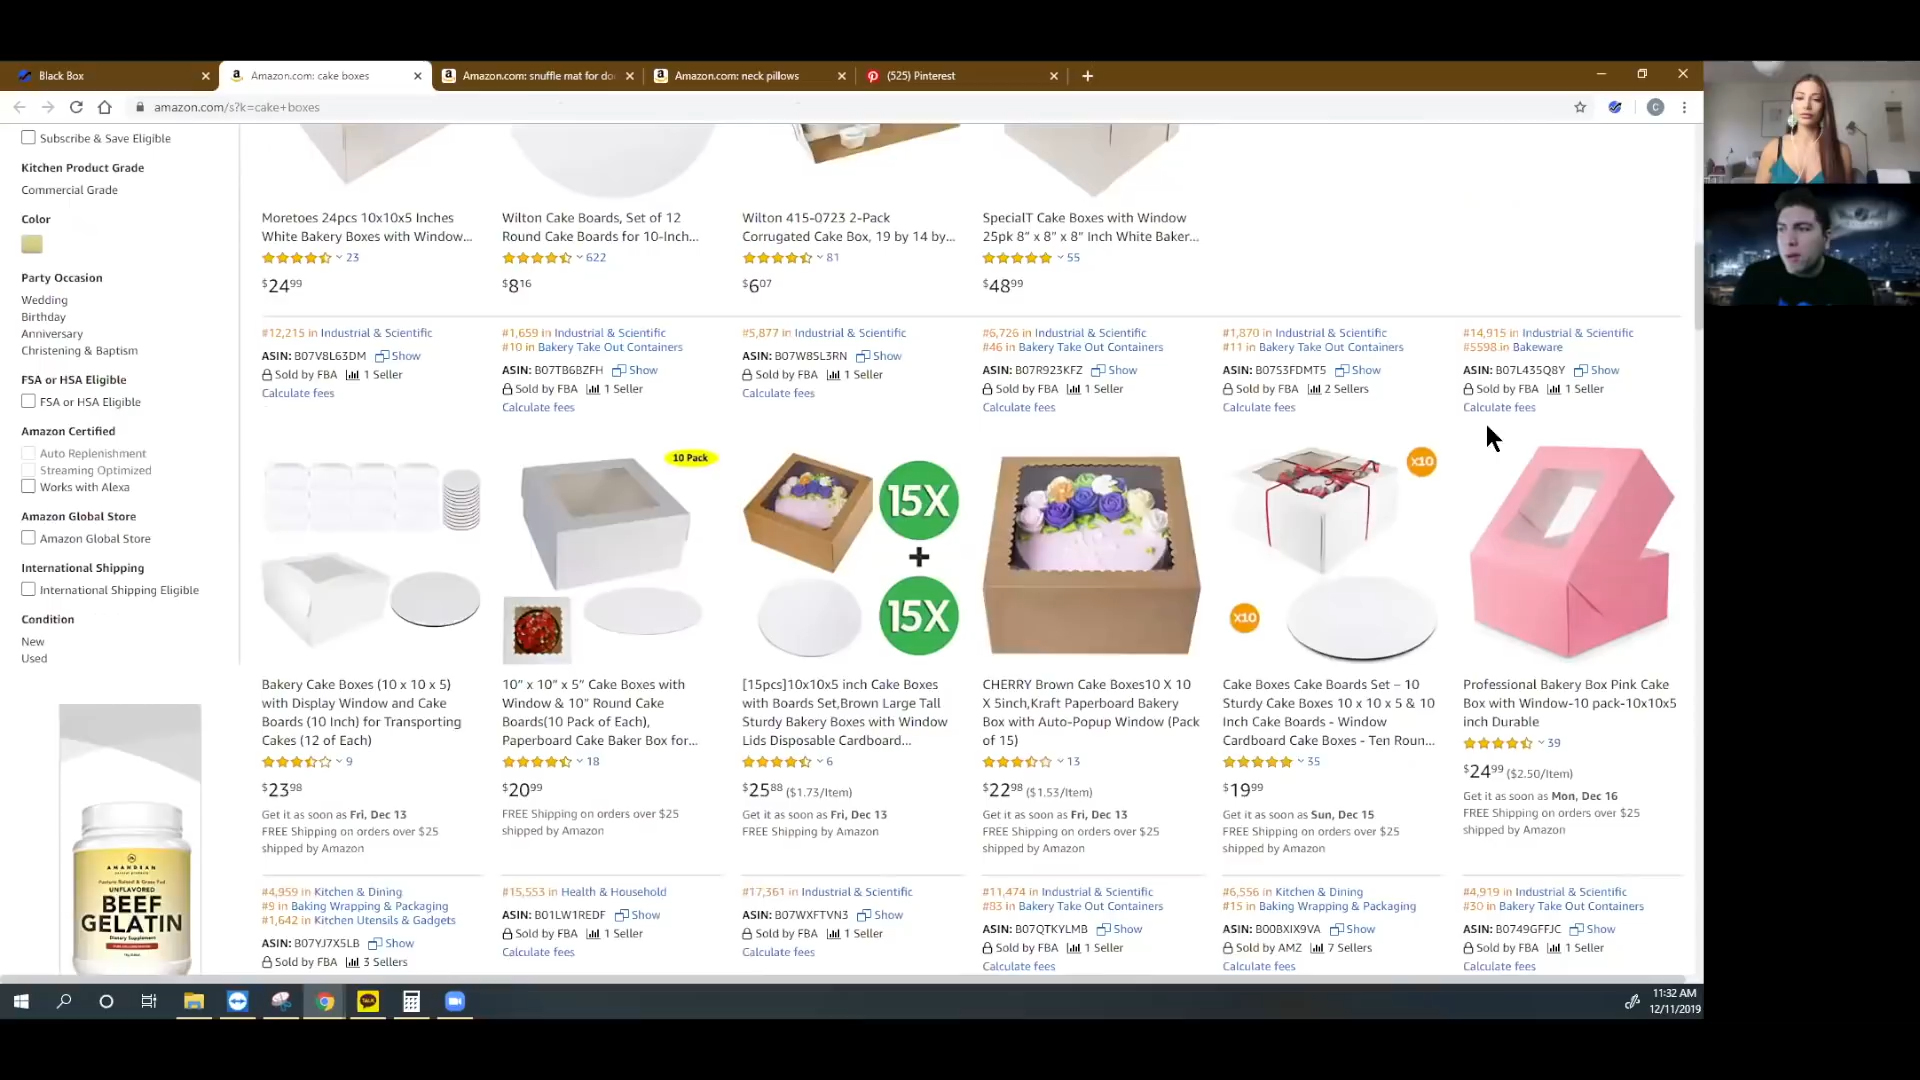 Black Box
Amazon.com: cake boxes
Amazon.com: snuffle mat for do
Amazon.com: neck pillows
(525) Pinterest
amazon.com/s?k=cake+boxes
C
Subscribe & Save Eligible
Kitchen Product Grade
Commercial Grade
Color
Party Occasion
Wedding
Birthday
Anniversary
Christening & Baptism
FSA or HSA Eligible
FSA or HSA Eligible
Amazon Certified
Auto Replenishment
Streaming Optimized
Works with Alexa
Amazon Global Store
Amazon Global Store
International Shipping
International Shipping Eligible
Condition
New
Used
UNFLAVORED
BEEF
GELATIN
Moretoes 24pcs 10x10x5 Inches
White Bakery Boxes with Window...
23
$24.99
Wilton Cake Boards, Set of 12
Round Cake Boards for 10-Inch...
622
$8.16
Wilton 415-0723 2-Pack
Corrugated Cake Box, 19 by 14 by...
81
$6.07
SpecialT Cake Boxes with Window
25pk 8” x 8” x 8” Inch White Baker...
55
$48.99
#12,215 in Industrial & Scientific
ASIN: B07V8L63DM Show
Sold by FBA 1 Seller
Calculate fees
#1,659 in Industrial & Scientific
#10 in Bakery Take Out Containers
ASIN: B07TB6BZFH Show
Sold by FBA 1 Seller
Calculate fees
#5,877 in Industrial & Scientific
ASIN: B07W8SL3RN Show
Sold by FBA 1 Seller
Calculate fees
#6,726 in Industrial & Scientific
#46 in Bakery Take Out Containers
ASIN: B07R923KFZ Show
Sold by FBA 1 Seller
Calculate fees
#1,870 in Industrial & Scientific
#11 in Bakery Take Out Containers
ASIN: B07S3FDMT5 Show
Sold by FBA 2 Sellers
Calculate fees
#14,915 in Industrial & Scientific
#5598 in Bakeware
ASIN: B07L435Q8Y Show
Sold by FBA 1 Seller
Calculate fees
10 Pack
15X
+
15X
x10
x10
Bakery Cake Boxes (10 x 10 x 5)
with Display Window and Cake
Boards (10 Inch) for Transporting
Cakes (12 of Each)
9
$23.98
Get it as soon as Fri, Dec 13
FREE Shipping on orders over $25
shipped by Amazon
10” x 10” x 5” Cake Boxes with
Window & 10” Round Cake
Boards(10 Pack of Each),
Paperboard Cake Baker Box for...
18
$20.99
FREE Shipping on orders over $25
shipped by Amazon
[15pcs]10x10x5 inch Cake Boxes
with Boards Set,Brown Large Tall
Sturdy Bakery Boxes with Window
Lids Disposable Cardboard...
6
$25.88 ($1.73/Item)
Get it as soon as Fri, Dec 13
FREE Shipping by Amazon
CHERRY Brown Cake Boxes10 X 10
X 5inch,Kraft Paperboard Bakery
Box with Auto-Popup Window (Pack
of 15)
13
$22.98 ($1.53/Item)
Get it as soon as Fri, Dec 13
FREE Shipping on orders over $25
shipped by Amazon
Cake Boxes Cake Boards Set – 10
Sturdy Cake Boxes 10 x 10 x 5 & 10
Inch Cake Boards - Window
Cardboard Cake Boxes - Ten Roun...
35
$19.99
Get it as soon as Sun, Dec 15
FREE Shipping on orders over $25
shipped by Amazon
Professional Bakery Box Pink Cake
Box with Window-10 pack-10x10x5
inch Durable
39
$24.99 ($2.50/Item)
Get it as soon as Mon, Dec 16
FREE Shipping on orders over $25
shipped by Amazon
#4,959 in Kitchen & Dining
#9 in Baking Wrapping & Packaging
#1,642 in Kitchen Utensils & Gadgets
ASIN: B07YJ7X5LB Show
Sold by FBA 3 Sellers
#15,553 in Health & Household
ASIN: B01LW1REDF Show
Sold by FBA 1 Seller
Calculate fees
#17,361 in Industrial & Scientific
ASIN: B07WXFTVN3 Show
Sold by FBA 1 Seller
Calculate fees
#11,474 in Industrial & Scientific
#83 in Bakery Take Out Containers
ASIN: B07QTKYLMB Show
Sold by FBA 1 Seller
Calculate fees
#6,556 in Kitchen & Dining
#15 in Baking Wrapping & Packaging
ASIN: B00BXIX9VA Show
Sold by AMZ 7 Sellers
Calculate fees
#4,919 in Industrial & Scientific
#30 in Bakery Take Out Containers
ASIN: B0749GFFJC Show
Sold by FBA 1 Seller
Calculate fees
TALK
11:32 AM
12/11/2019